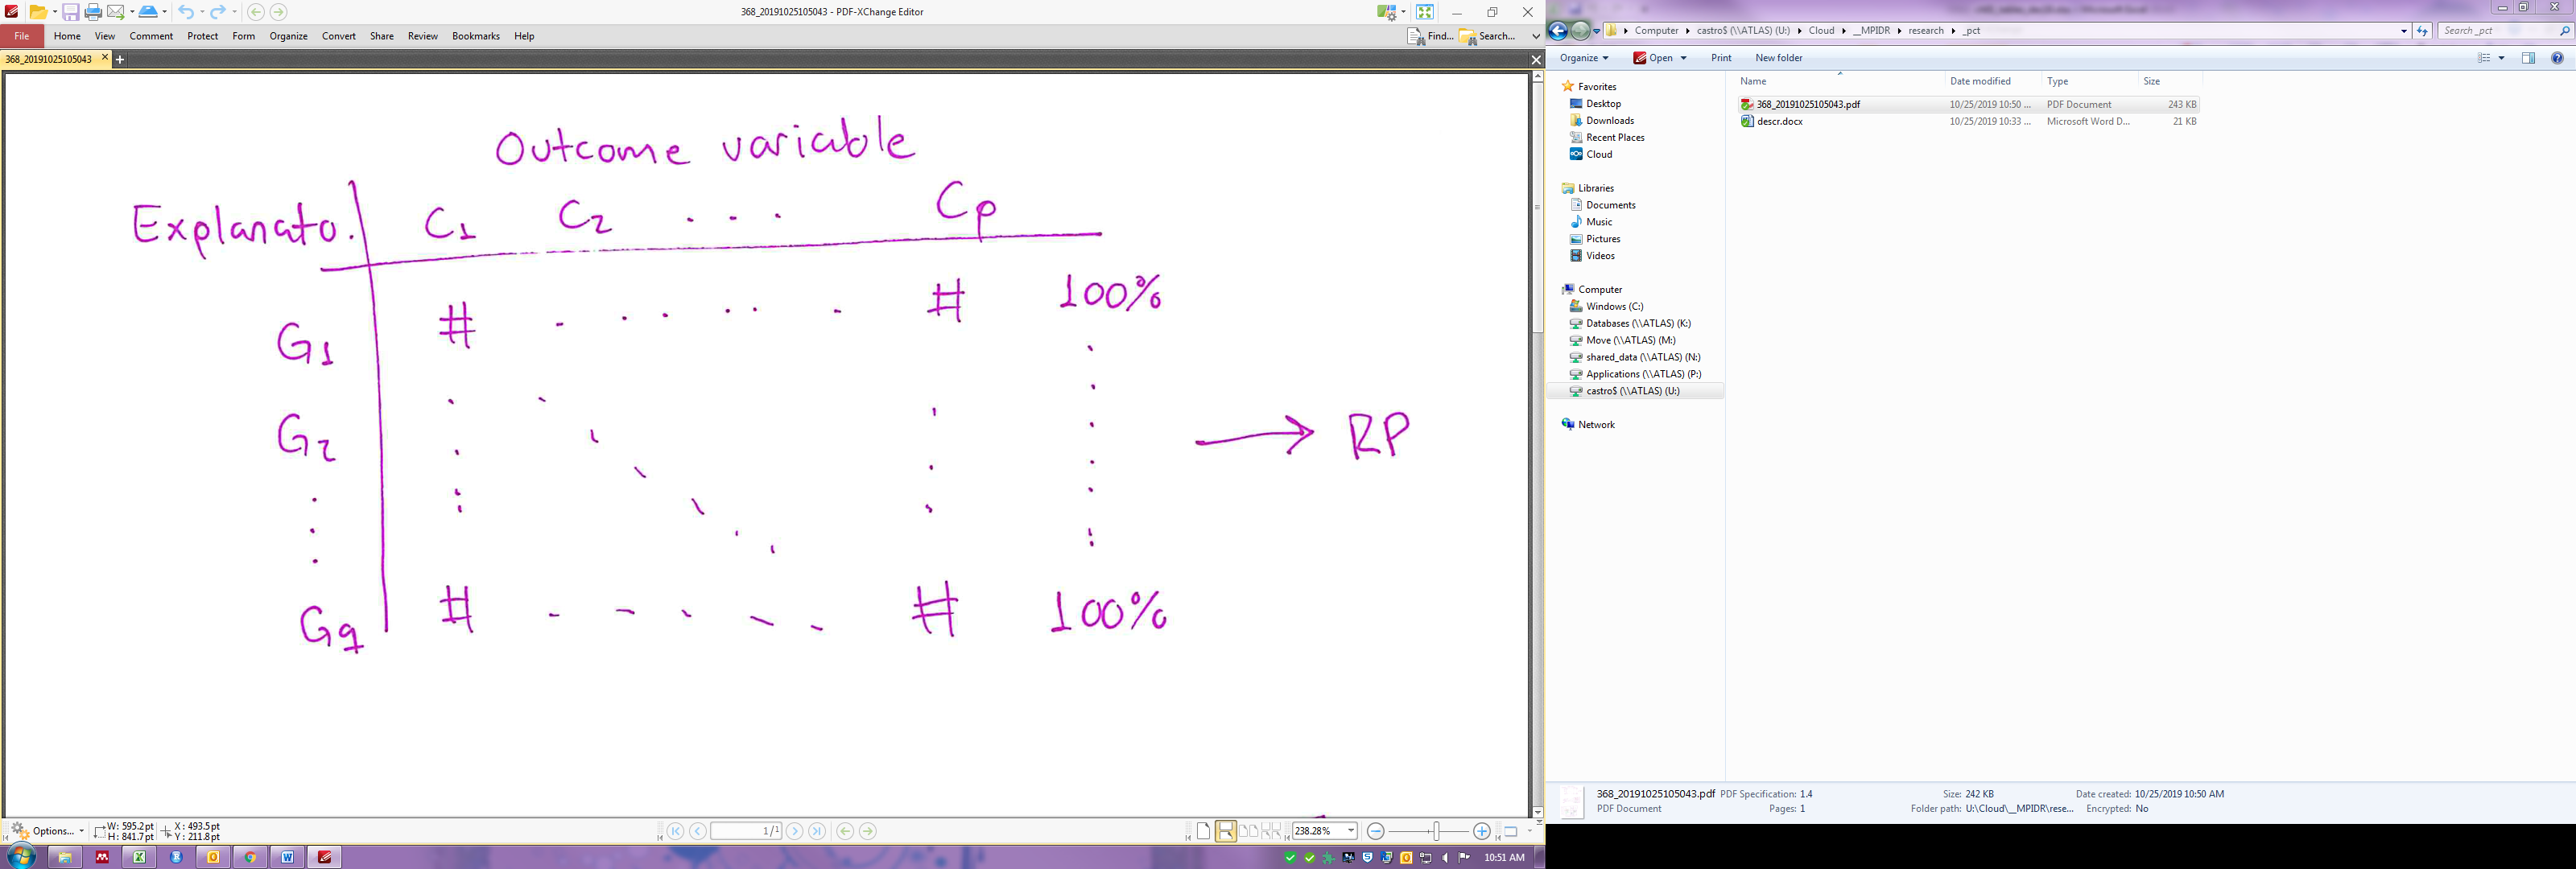 368_20191025105043 - PDF-XChange Editor
File Home View Comment Protect Form Organize Convert Share Review Bookmarks Help
Find... Search...
368_20191025105043
Outcome variable
Explanato. C1 C2 . . . Cp
G1 # . . . . . . # 100%
G2
→ RP
Gq # - - - - - # 100%
Options... W: 595.2pt H: 841.7pt X: 493.5pt Y: 211.8pt
1/1
238.28%
10:51 AM
Computer castro$ (\\ATLAS) (U:) Cloud __MPIDR research _pct
Search _pct
Organize Open Print New folder
Favorites
Desktop
Downloads
Recent Places
Cloud
Libraries
Documents
Music
Pictures
Videos
Computer
Windows (C:)
Databases (\\ATLAS) (K:)
Move (\\ATLAS) (M:)
shared_data (\\ATLAS) (N:)
Applications (\\ATLAS) (P:)
castro$ (\\ATLAS) (U:)
Network
Name Date modified Type Size
368_20191025105043.pdf 10/25/2019 10:50 ... PDF Document 243 KB
descr.docx 10/25/2019 10:33 ... Microsoft Word D... 21 KB
368_20191025105043.pdf PDF Specification: 1.4 Size: 242 KB Date created: 10/25/2019 10:50 AM
PDF Document Pages: 1 Folder path: U:\Cloud\__MPIDR\rese... Encrypted: No